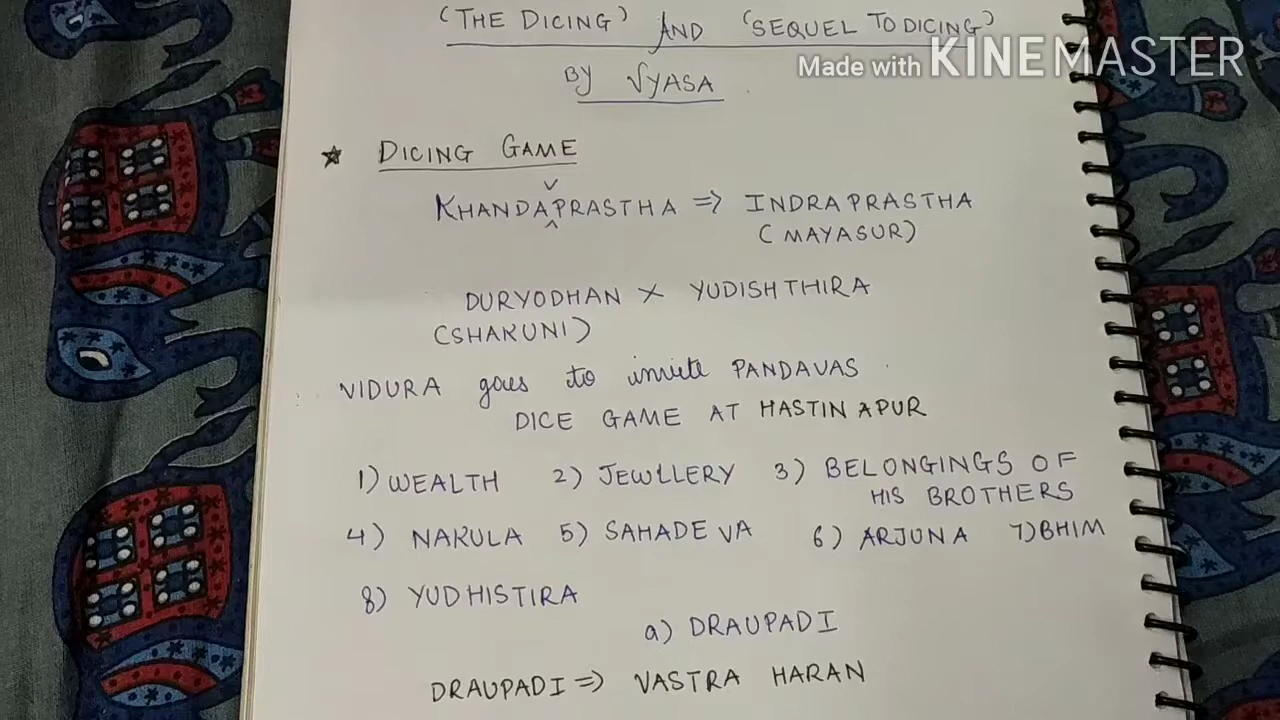 (THE DICING) AND (SEQUEL TO DICING)
Made with KINEMASTER
BY VYASA
★ DICING GAME
KHANDAPRASTHA ⇒ INDRAPRASTHA
(MAYASUR)
DURYODHAN X YUDISHTHIRA
(SHAKUNI)
VIDURA goes to invite PANDAVAS
DICE GAME AT HASTINAPUR
1) WEALTH 2) JEWLLERY 3) BELONGINGS OF
HIS BROTHERS
4) NAKULA 5) SAHADEVA 6) ARJUNA 7) BHIM
8) YUDHISTIRA
a) DRAUPADI
DRAUPADI ⇒ VASTRA HARAN